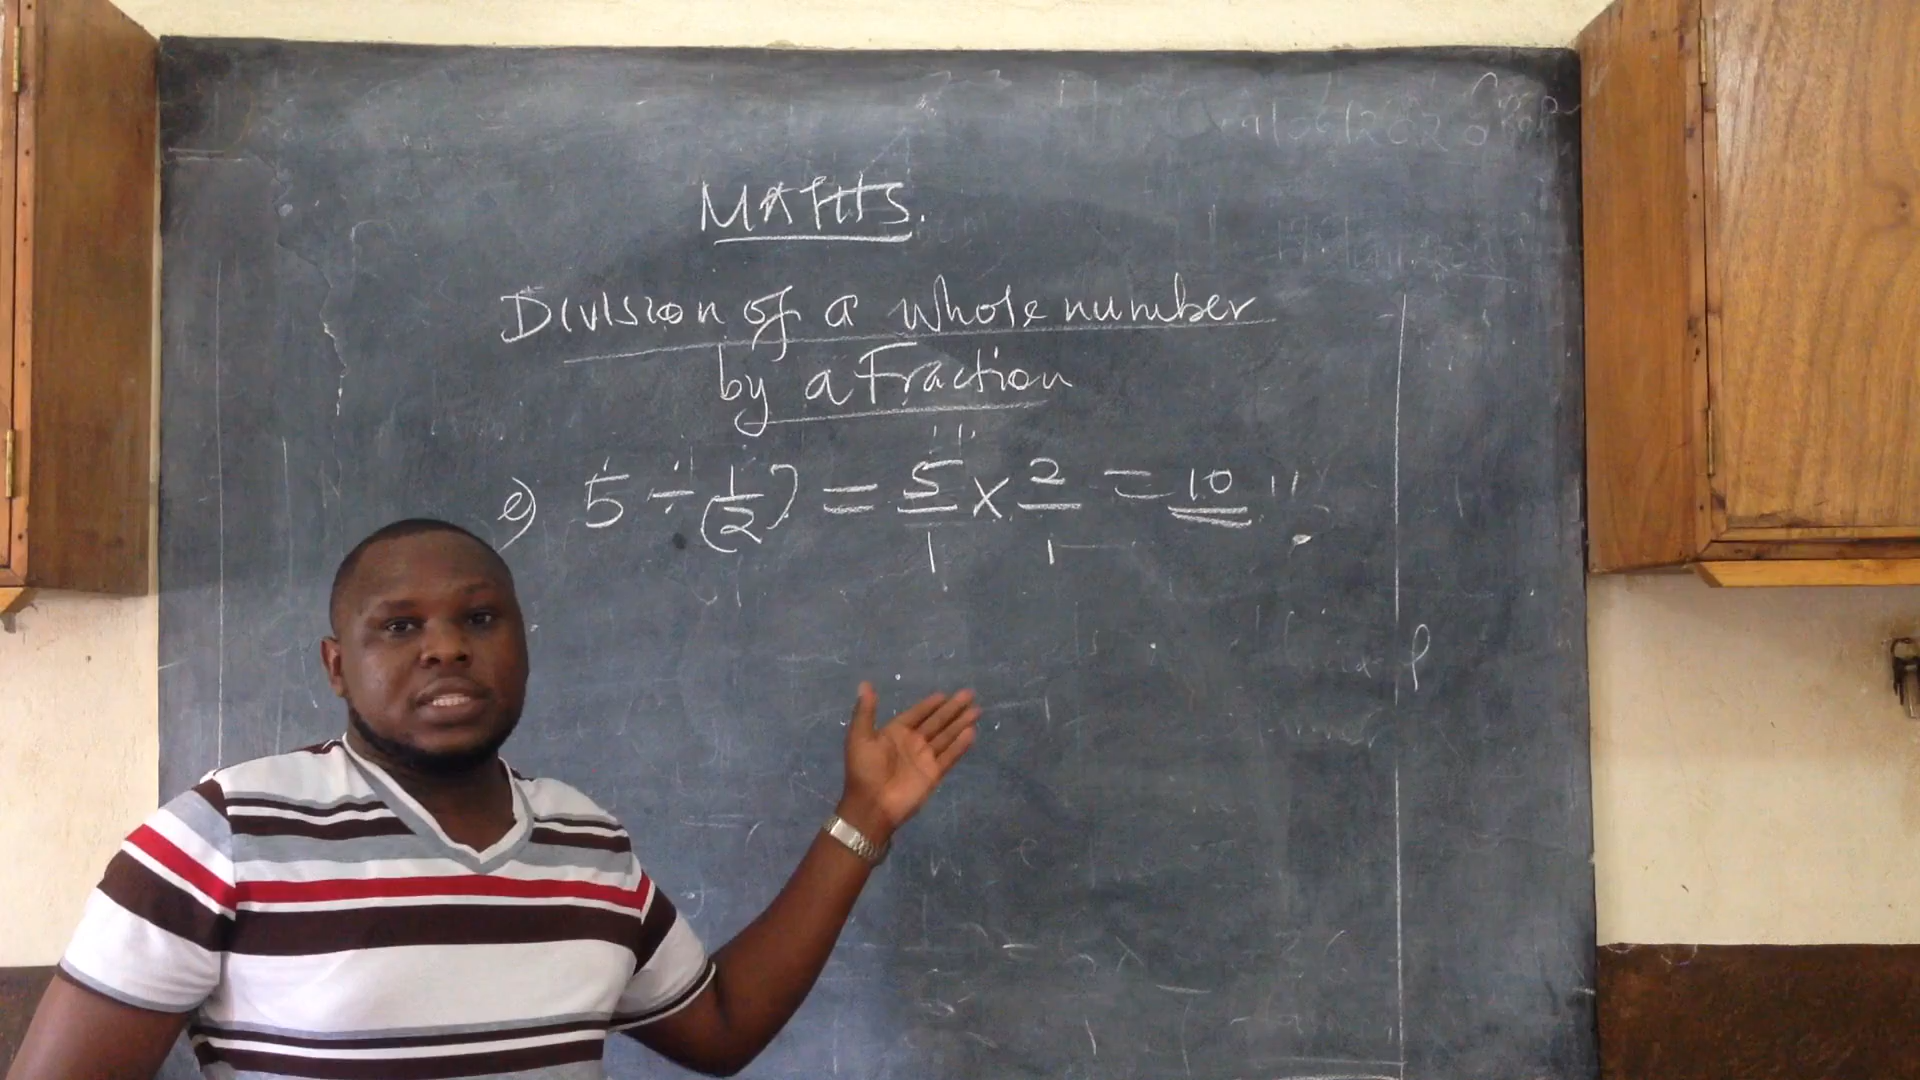 MATHS.
Division of a whole number
by a Fraction
e) 5 ÷ (1/2) = 5/1 x 2/1 = 10